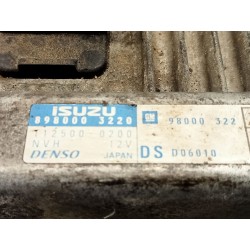 ISUZU
898000 3220
112500-0200
NVH 12V
DENSO JAPAN
GM 98000 322
DS D06010